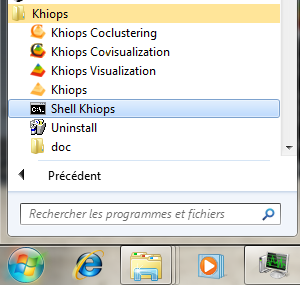 Khiops
Khiops Coclustering
Khiops Covisualization
Khiops Visualization
Khiops
Shell Khiops
Uninstall
doc
Précédent
Rechercher les programmes et fichiers